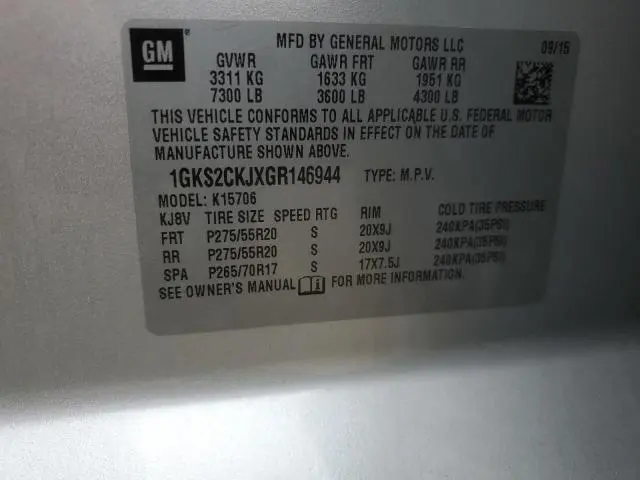 GM
MFD BY GENERAL MOTORS LLC 09/15
GVWR GAWR FRT GAWR RR
3311 KG 1633 KG 1951 KG
7300 LB 3600 LB 4300 LB
THIS VEHICLE CONFORMS TO ALL APPLICABLE U.S. FEDERAL MOTOR
VEHICLE SAFETY STANDARDS IN EFFECT ON THE DATE OF
MANUFACTURE SHOWN ABOVE.
1GKS2CKJXGR146944 TYPE: M.P.V.
MODEL: K15706
KJ8V TIRE SIZE SPEED RTG RIM COLD TIRE PRESSURE
FRT P275/55R20 S 20X9J 240KPA(35PSI)
RR P275/55R20 S 20X9J 240KPA(35PSI)
SPA P265/70R17 S 17X7.5J 240KPA(35PSI)
SEE OWNER'S MANUAL i FOR MORE INFORMATION.